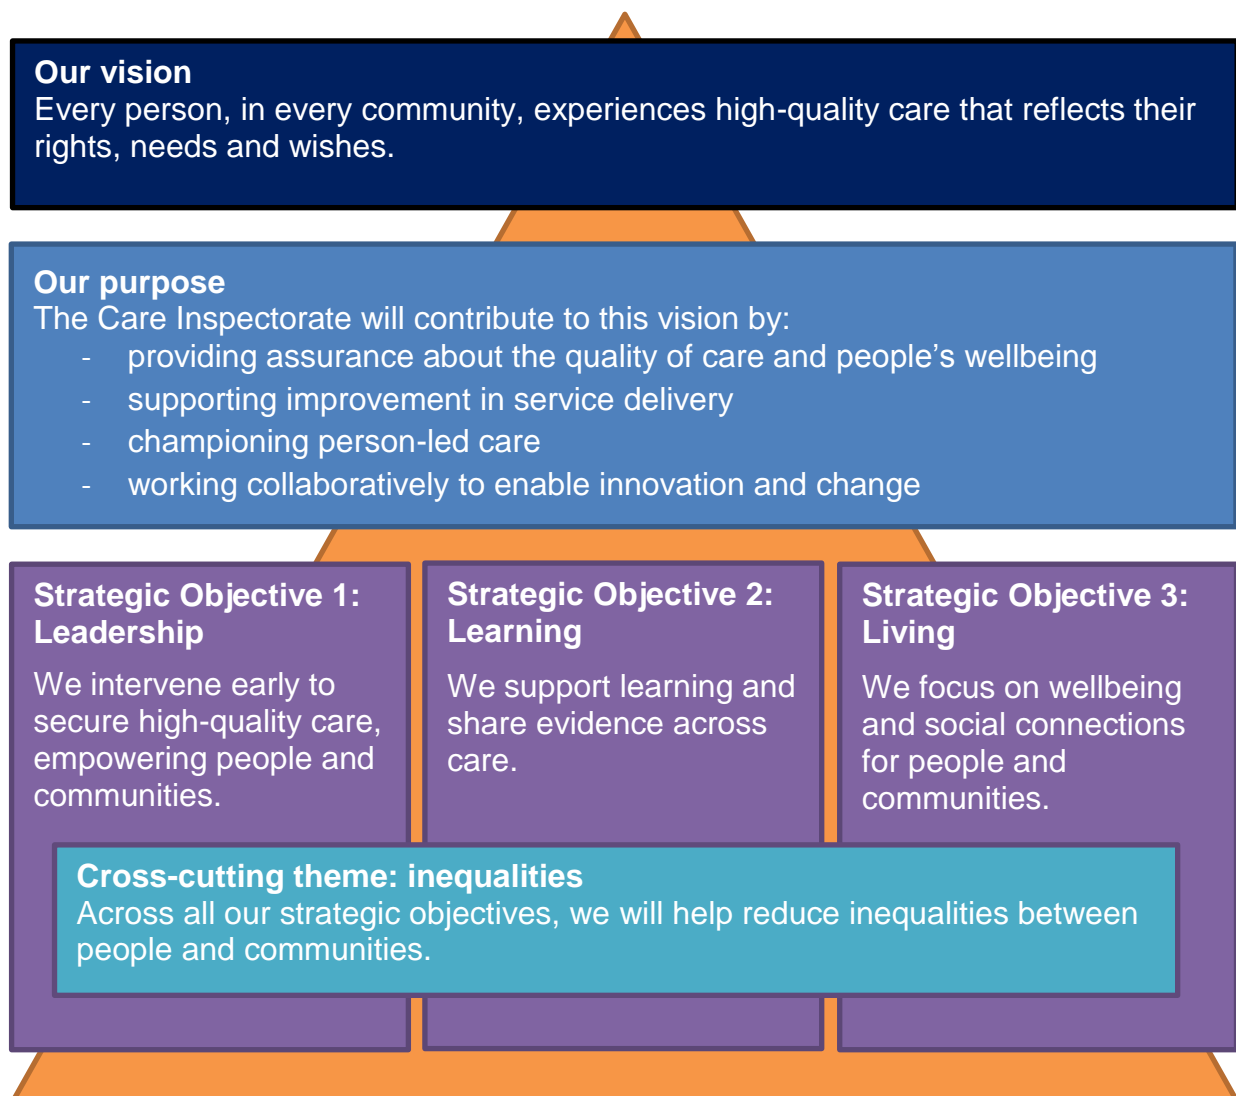 Our vision
Every person, in every community, experiences high-quality care that reflects their
rights, needs and wishes.
Our purpose
The Care Inspectorate will contribute to this vision by:
- providing assurance about the quality of care and people’s wellbeing
- supporting improvement in service delivery
- championing person-led care
- working collaboratively to enable innovation and change
Strategic Objective 1:
Leadership
We intervene early to
secure high-quality care,
empowering people and
communities.
Strategic Objective 2:
Learning
We support learning and
share evidence across
care.
Strategic Objective 3:
Living
We focus on wellbeing
and social connections
for people and
communities.
Cross-cutting theme: inequalities
Across all our strategic objectives, we will help reduce inequalities between
people and communities.